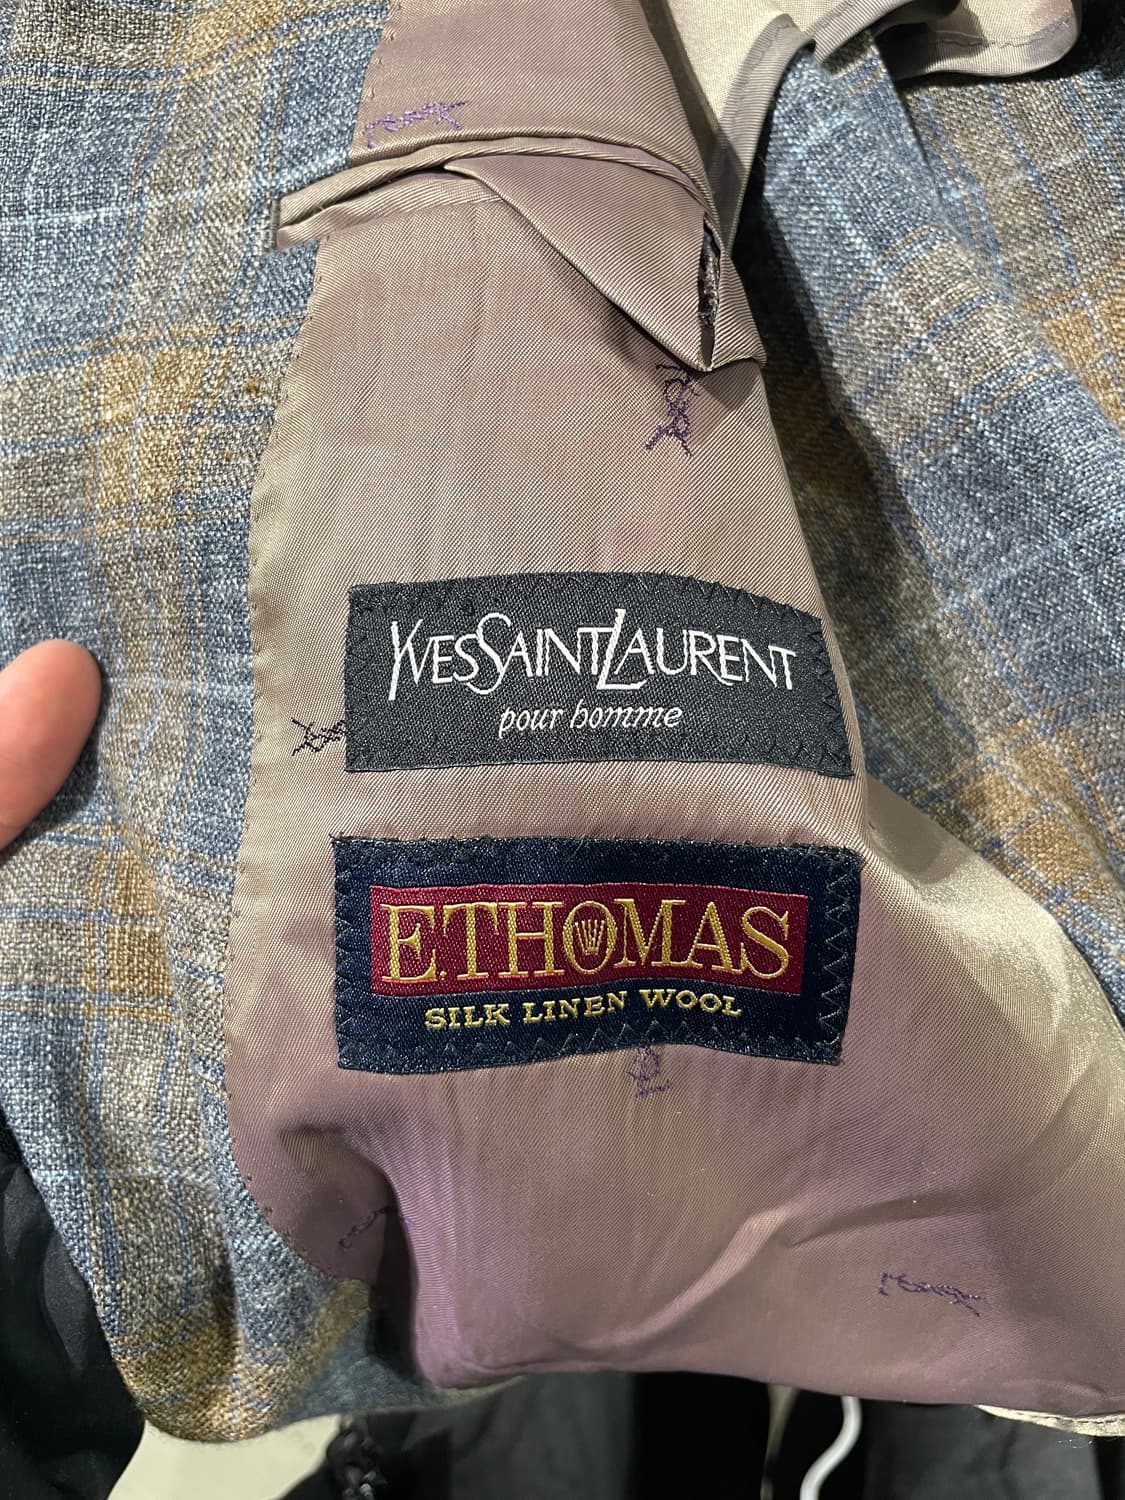 YVESSAINTLAURENT
pour homme
E.THOMAS
SILK LINEN WOOL